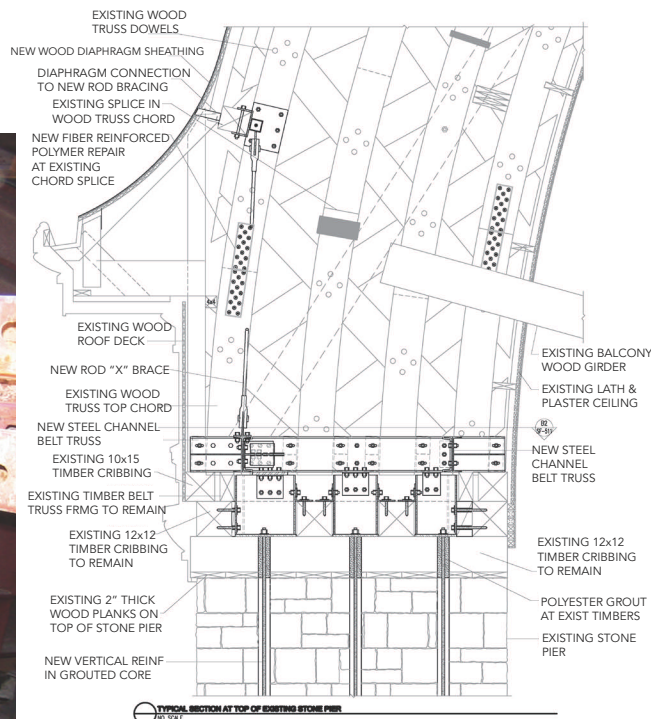 EXISTING WOOD
TRUSS DOWELS
NEW WOOD DIAPHRAGM SHEATHING
DIAPHRAGM CONNECTION
TO NEW ROD BRACING
EXISTING SPLICE IN
WOOD TRUSS CHORD
NEW FIBER REINFORCED
POLYMER REPAIR
AT EXISTING
CHORD SPLICE
4x6
EXISTING WOOD
ROOF DECK
NEW ROD “X” BRACE
EXISTING WOOD
TRUSS TOP CHORD
NEW STEEL CHANNEL
BELT TRUSS
EXISTING 10x15
TIMBER CRIBBING
EXISTING TIMBER BELT
TRUSS FRMG TO REMAIN
EXISTING 12x12
TIMBER CRIBBING
TO REMAIN
EXISTING 2” THICK
WOOD PLANKS ON
TOP OF STONE PIER
NEW VERTICAL REINF
IN GROUTED CORE
EXISTING BALCONY
WOOD GIRDER
EXISTING LATH &
PLASTER CEILING
B2
SF-511
NEW STEEL
CHANNEL
BELT TRUSS
EXISTING 12x12
TIMBER CRIBBING
TO REMAIN
POLYESTER GROUT
AT EXIST TIMBERS
EXISTING STONE
PIER
TYPICAL SECTION AT TOP OF EXISTING STONE PIER
NO SCALE